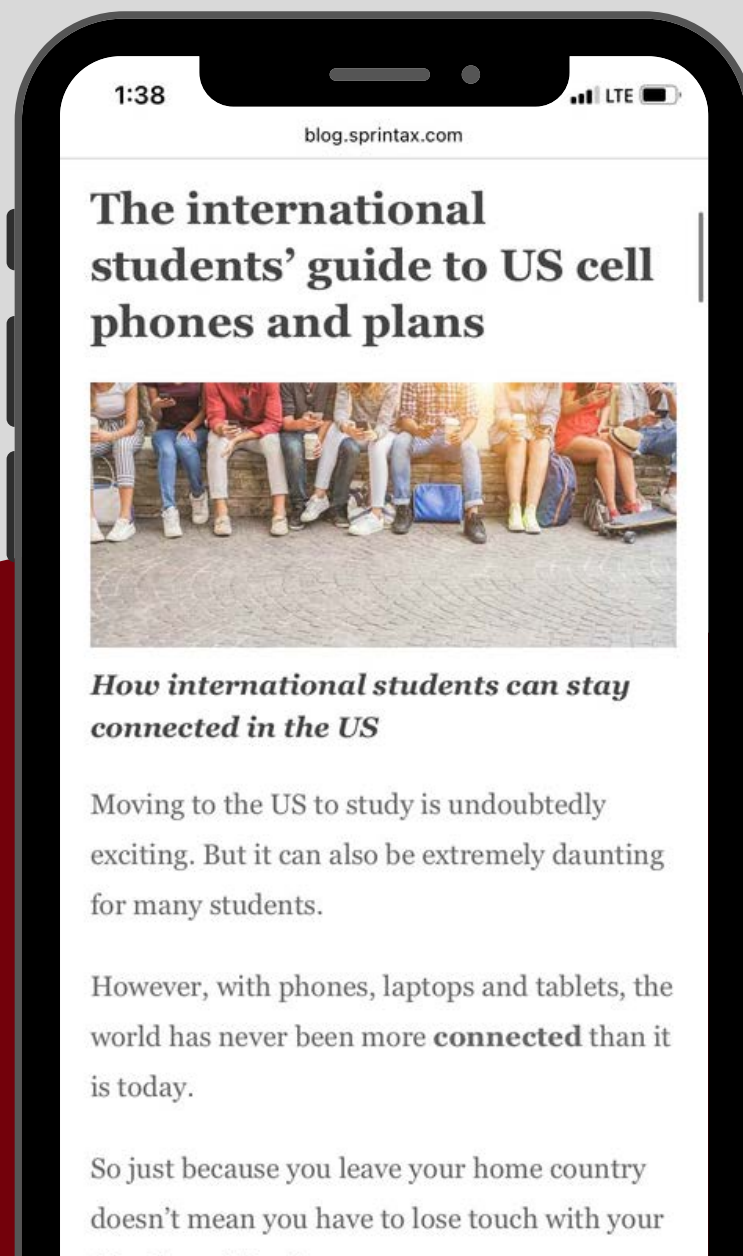 1:38
LTE
blog.sprintax.com
The international
students’ guide to US cell
phones and plans
How international students can stay
connected in the US
Moving to the US to study is undoubtedly
exciting. But it can also be extremely daunting
for many students.
However, with phones, laptops and tablets, the
world has never been more connected than it
is today.
So just because you leave your home country
doesn’t mean you have to lose touch with your